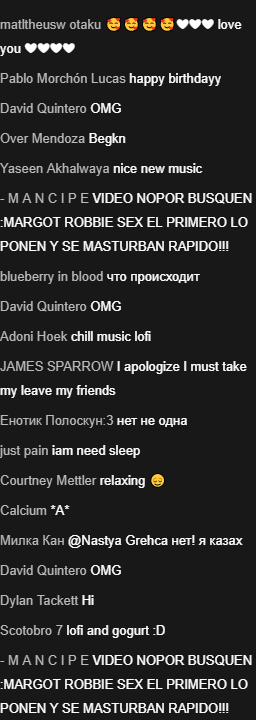 matltheusw otaku 🥰🥰🥰🥰🤍🤍🤍 love
you 🤍🤍🤍🤍
Pablo Morchón Lucas happy birthdayy
David Quintero OMG
Over Mendoza Begkn
Yaseen Akhalwaya nice new music
- M A N C I P E VIDEO NOPOR BUSQUEN
:MARGOT ROBBIE SEX EL PRIMERO LO
PONEN Y SE MASTURBAN RAPIDO!!!
blueberry in blood что происходит
David Quintero OMG
Adoni Hoek chill music lofi
JAMES SPARROW I apologize I must take
my leave my friends
Енотик Полоскун:3 нет не одна
just pain iam need sleep
Courtney Mettler relaxing 😌
Calcium *A*
Милка Кан @Nastya Grehca нет! я казах
David Quintero OMG
Dylan Tackett Hi
Scotobro 7 lofi and gogurt :D
- M A N C I P E VIDEO NOPOR BUSQUEN
:MARGOT ROBBIE SEX EL PRIMERO LO
PONEN Y SE MASTURBAN RAPIDO!!!